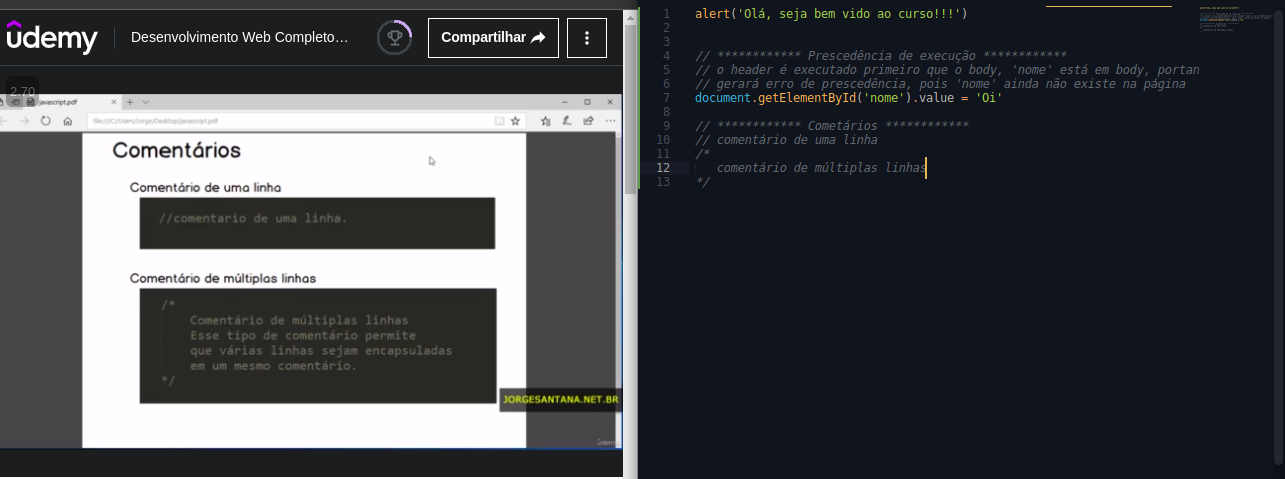 udemy
Desenvolvimento Web Completo…
Compartilhar
2.70
javascript.pdf
file:///C:/Users/Jorge/Desktop/javascript.pdf
Comentários
Comentário de uma linha
//comentario de uma linha.
Comentário de múltiplas linhas
/*
Comentário de múltiplas linhas
Esse tipo de comentário permite
que várias linhas sejam encapsuladas
em um mesmo comentário.
*/
JORGESANTANA.NET.BR
udemy
1 alert('Olá, seja bem vido ao curso!!!')
2
3
4 // ************ Prescedência de execução ************
5 // o header é executado primeiro que o body, 'nome' está em body, portan
6 // gerará erro de prescedência, pois 'nome' ainda não existe na página
7 document.getElementById('nome').value = 'Oi'
8
9 // ************ Cometários ************
10 // comentário de uma linha
11 /*
12 comentário de múltiplas linhas
13 */